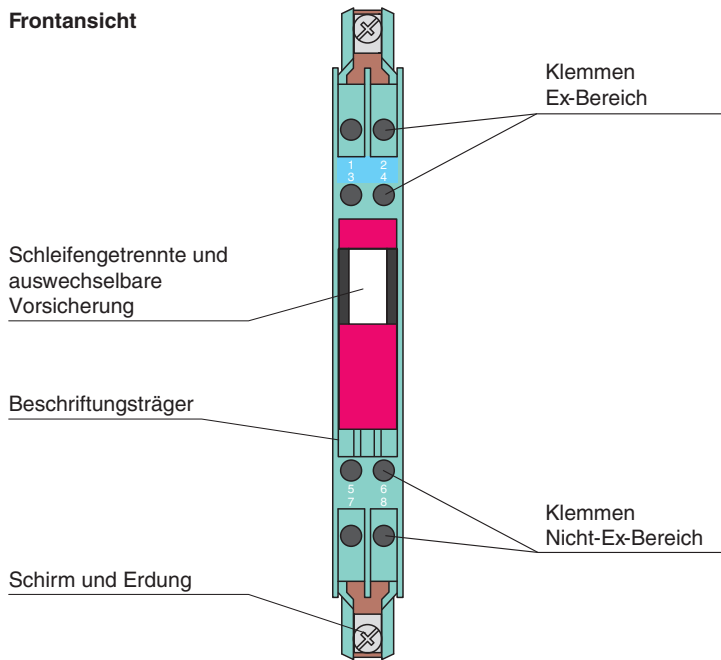 Frontansicht
Klemmen
Ex-Bereich
1 2
3 4
Schleifengetrennte und
auswechselbare
Vorsicherung
Beschriftungsträger
5 6
7 8
Klemmen
Nicht-Ex-Bereich
Schirm und Erdung